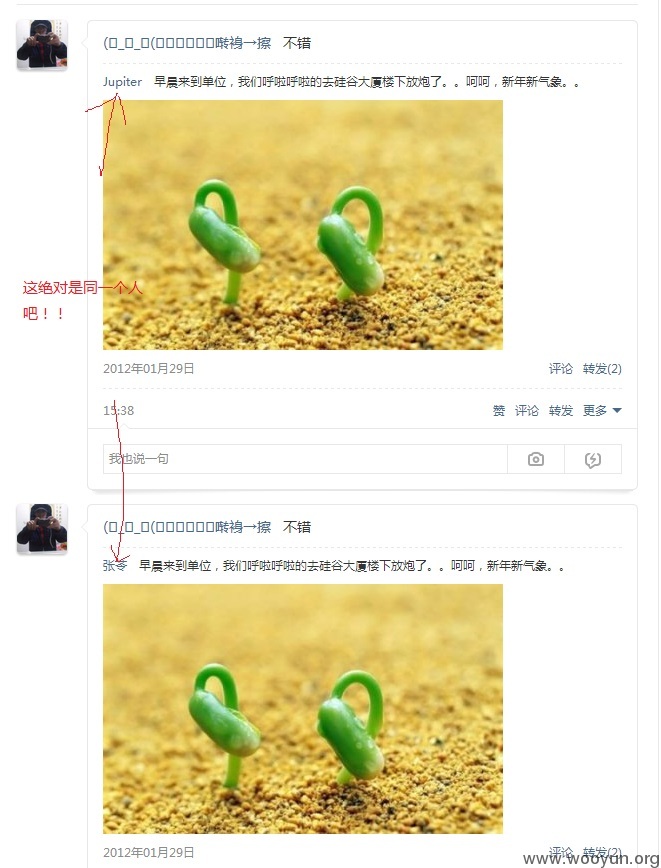 擦 不错
Jupiter 早晨来到单位，我们呼啦呼啦的去硅谷大厦楼下放炮了。。呵呵，新年新气象。。
这绝对是同一个人
吧！！
2012年01月29日 评论 转发(2)
15:38 赞 评论 转发 更多
我也说一句
擦 不错
张苓 早晨来到单位，我们呼啦呼啦的去硅谷大厦楼下放炮了。。呵呵，新年新气象。。
2012年01月29日 评论 转发(2)
www.wooyun.org